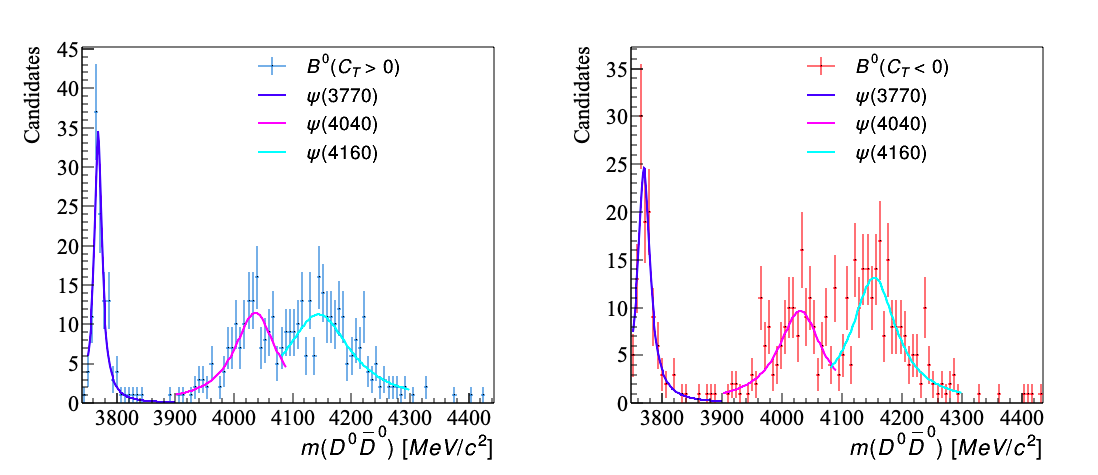 Candidates
45
40
35
30
25
20
15
10
5
0
B⁰(C_T > 0)
ψ(3770)
ψ(4040)
ψ(4160)
3800 3900 4000 4100 4200 4300 4400
m(D⁰D̅⁰) [MeV/c²]
Candidates
35
30
25
20
15
10
5
0
B⁰(C_T < 0)
ψ(3770)
ψ(4040)
ψ(4160)
3800 3900 4000 4100 4200 4300 4400
m(D⁰D̅⁰) [MeV/c²]